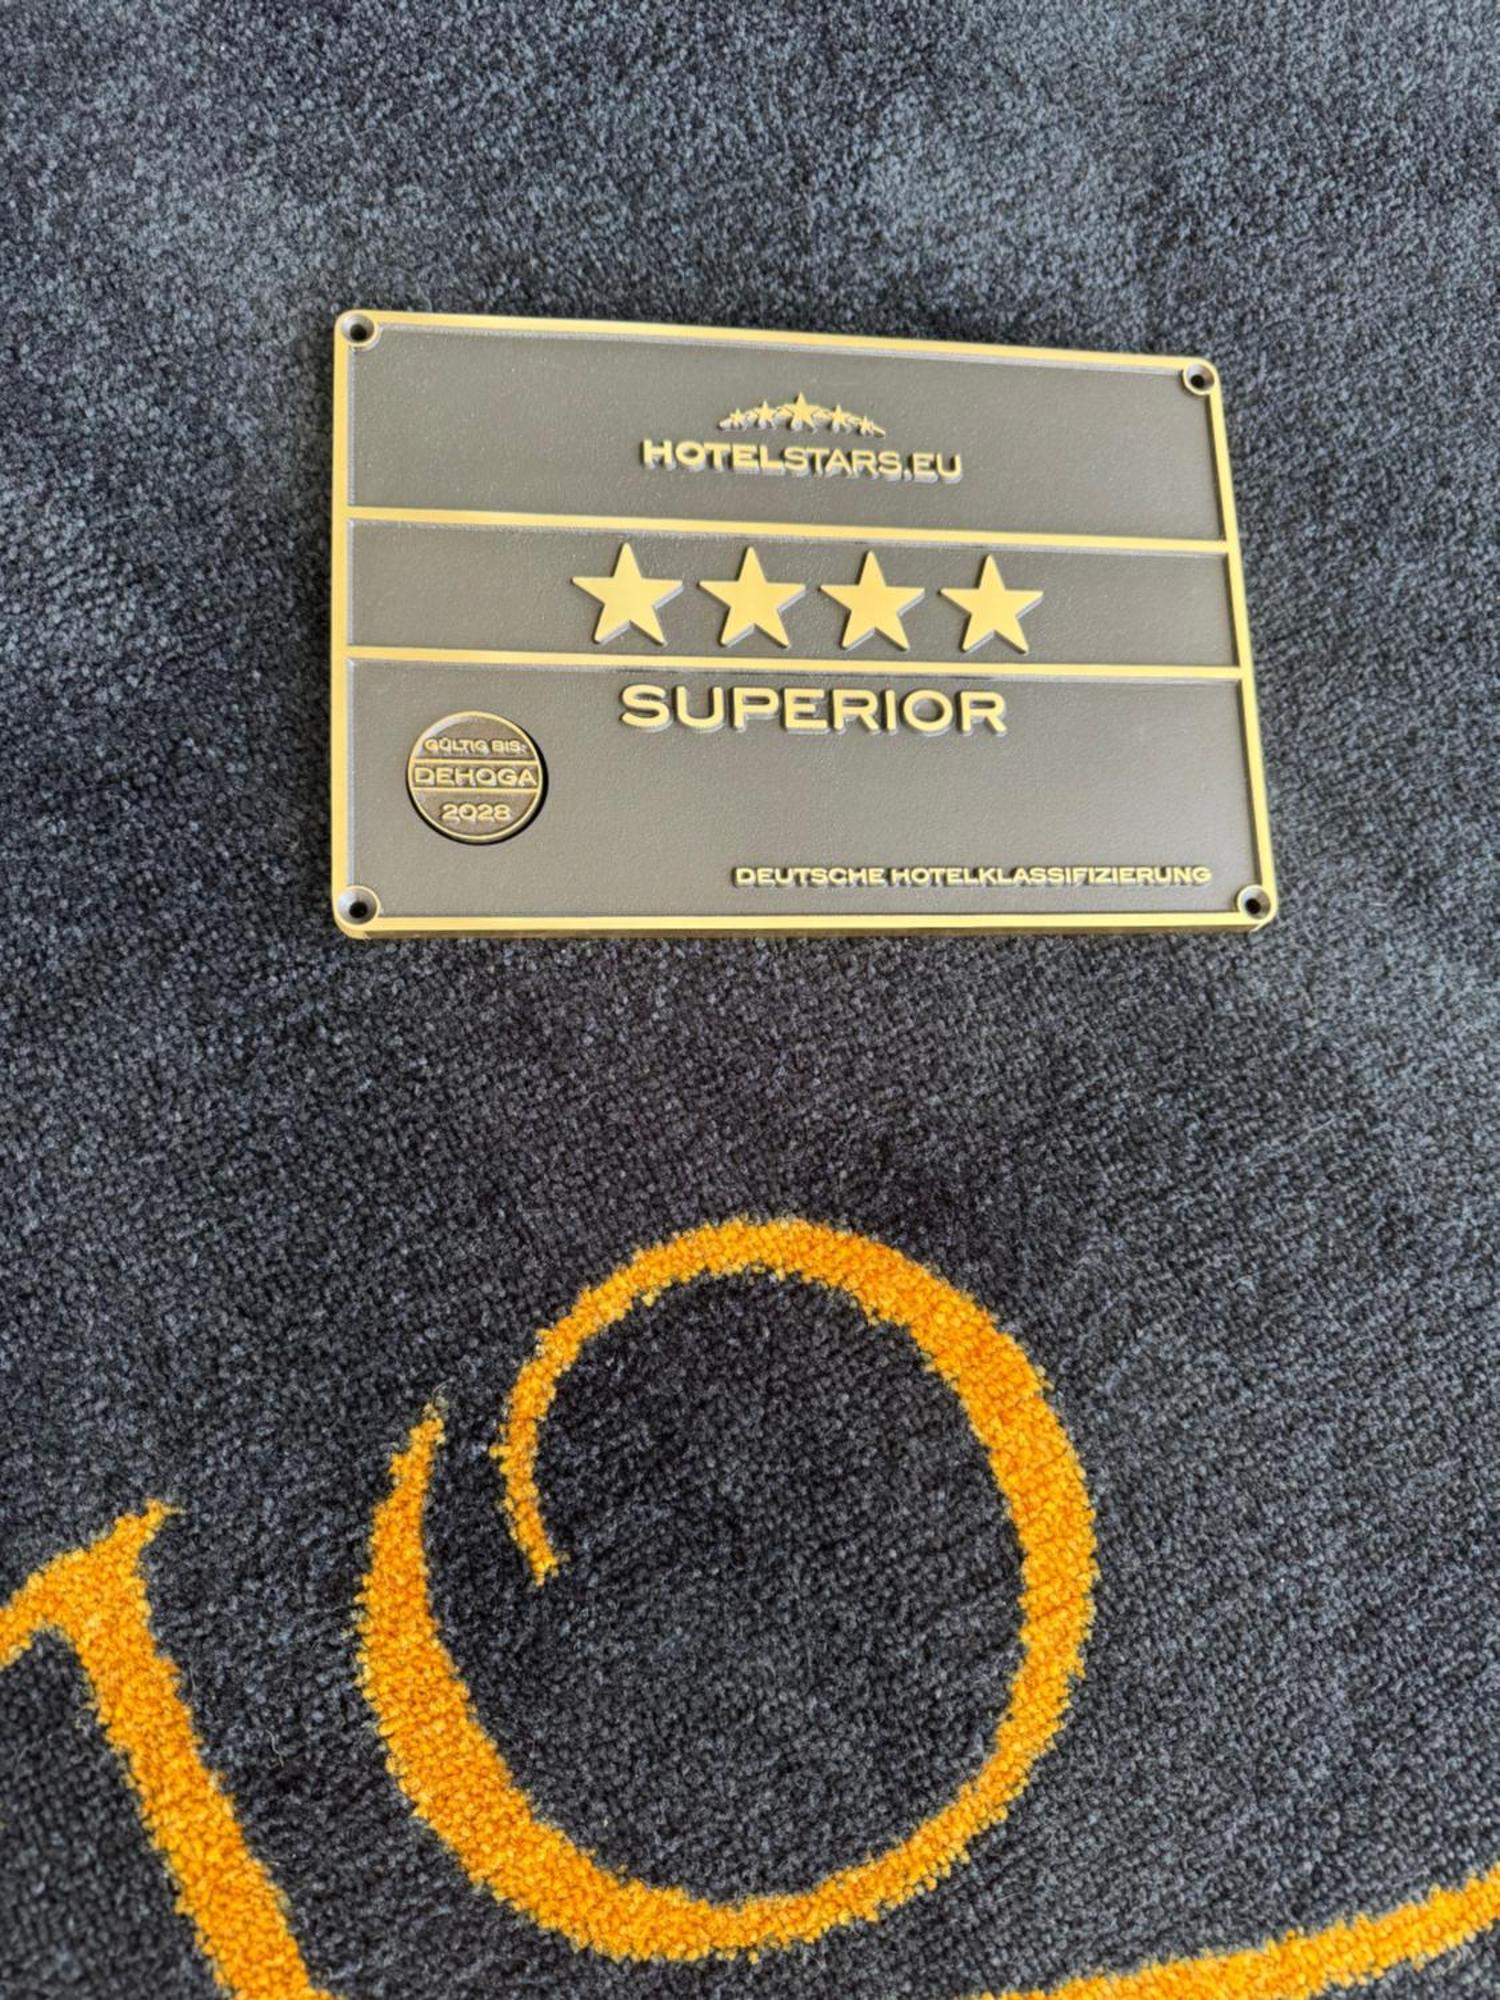 HOTELSTARS.EU
SUPERIOR
GÜLTIG BIS:
DEHOGA
2028
DEUTSCHE HOTELKLASSIFIZIERUNG